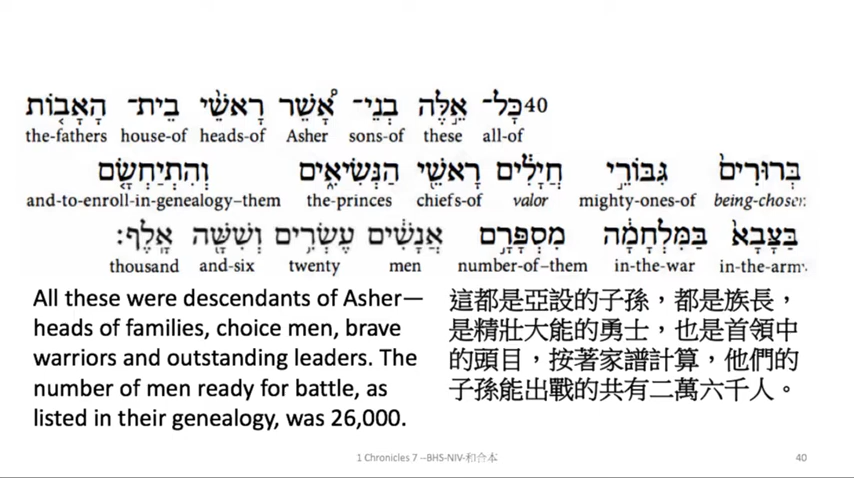 40 כָּל־ אֵלֶּה בְנֵי־ אָשֵׁר רָאשֵׁי בֵית־ הָאָבוֹת
the-fathers house-of heads-of Asher sons-of these all-of
בְּרוּרִים גִּבּוֹרֵי חֲיָלִים רָאשֵׁי הַנְּשִׂיאִים וְהִתְיַחְשָׂם
and-to-enroll-in-genealogy–them the-princes chiefs-of valor mighty-ones-of being-chosen
בַּצָּבָא בַּמִּלְחָמָה מִסְפָּרָם אֲנָשִׁים עֶשְׂרִים וְשִׁשָּׁה אָלֶף׃
thousand and-six twenty men number-of–them in-the-war in-the-army
All these were descendants of Asher—
heads of families, choice men, brave
warriors and outstanding leaders. The
number of men ready for battle, as
listed in their genealogy, was 26,000.
這都是亞設的子孫，都是族長，
是精壯大能的勇士，也是首領中
的頭目，按著家譜計算，他們的
子孫能出戰的共有二萬六千人。
1 Chronicles 7 --BHS-NIV-和合本
40